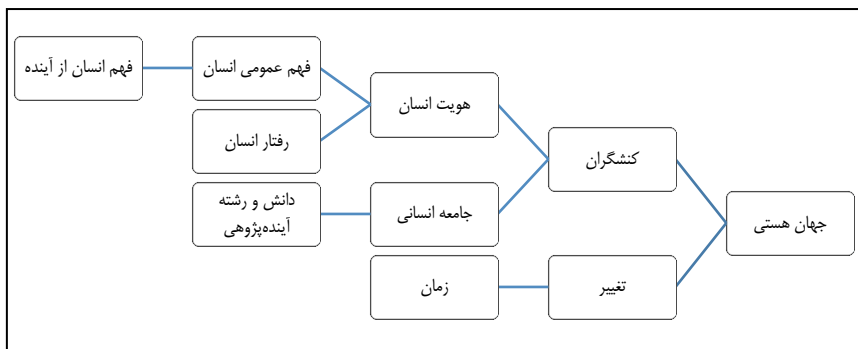 جهان هستی
کنشگران
هویت انسان
فهم عمومی انسان
فهم انسان از آینده
رفتار انسان
جامعه انسانی
دانش و رشته
آینده‌پژوهی
تغییر
زمان